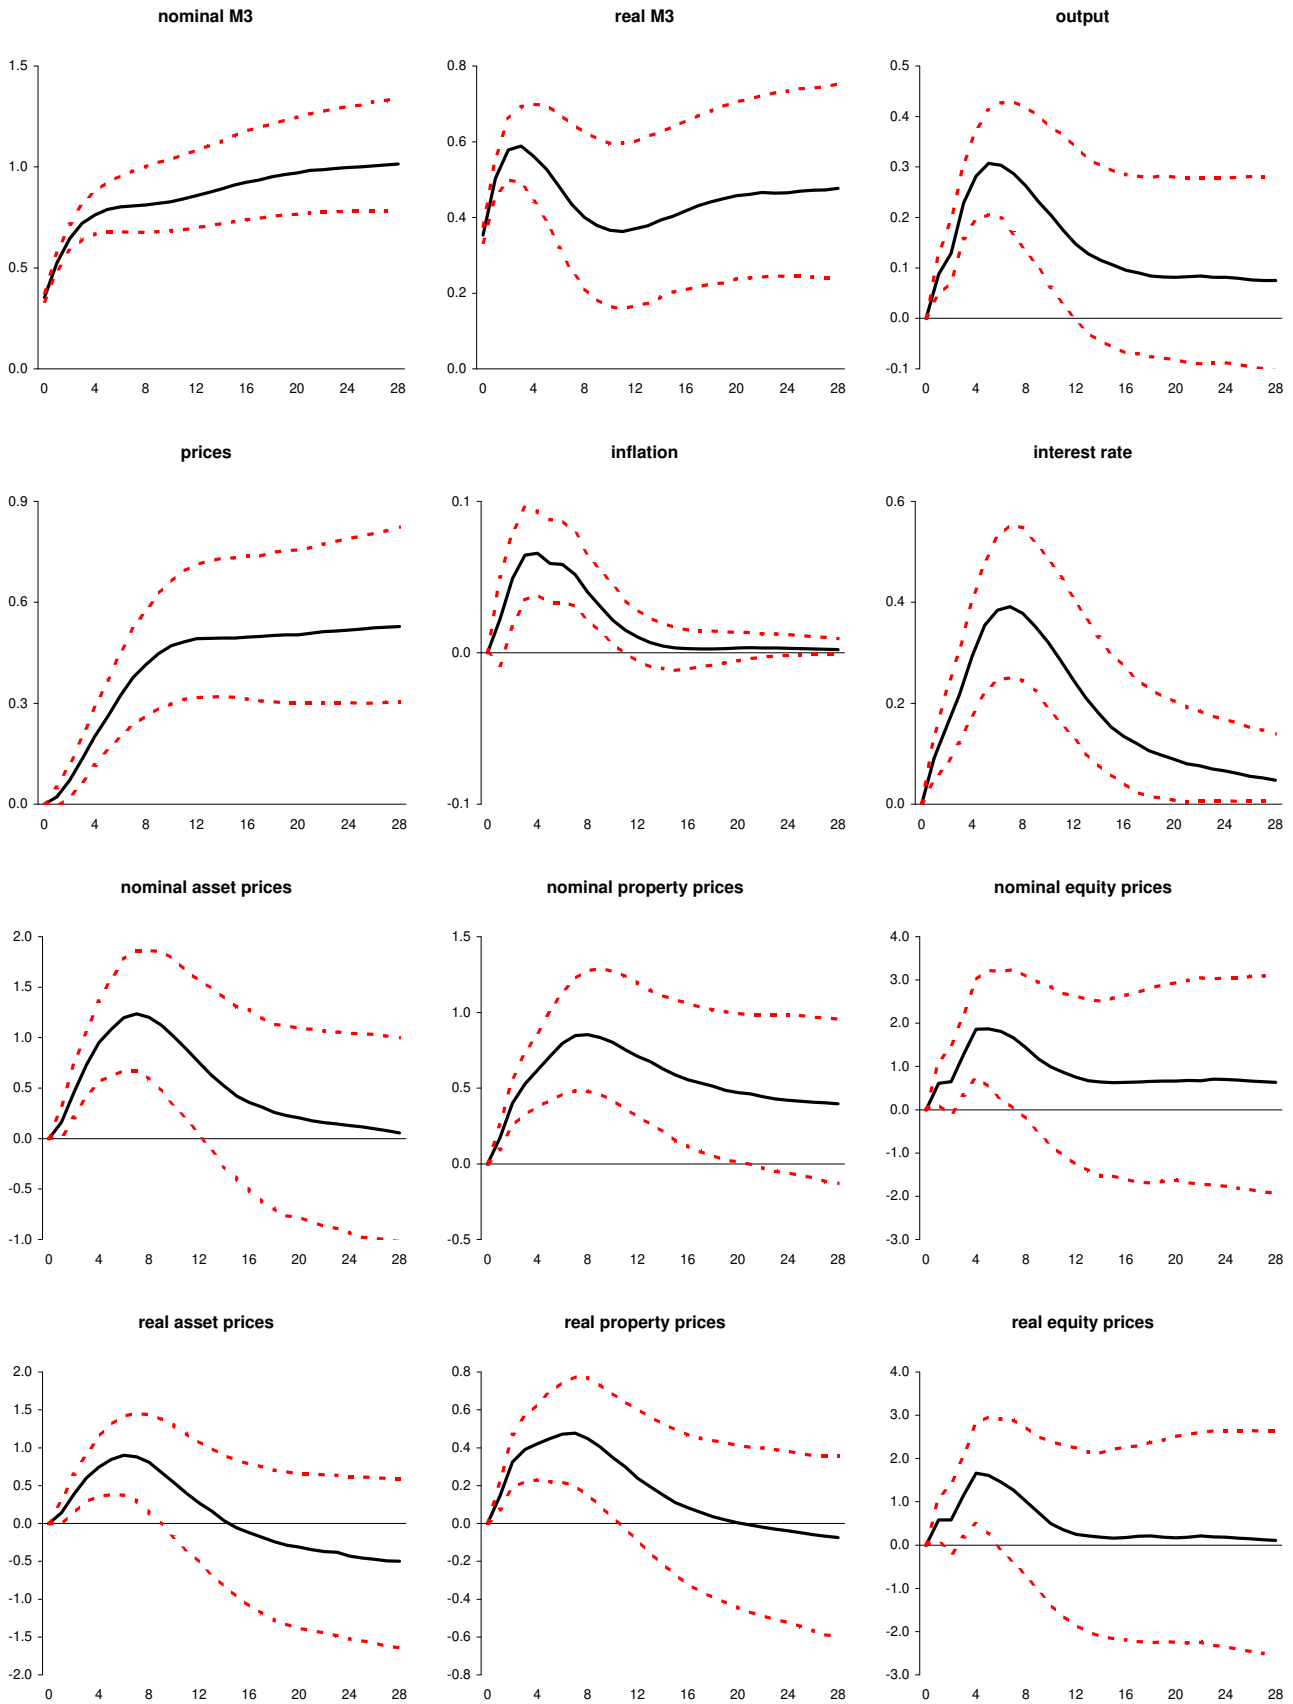 nominal M3 real M3 output
1.5 0.8 0.5
0.4
1.0 0.6 0.3
0.4 0.2
0.5 0.2 0.1
0.0
0.0 0.0 -0.1
0 4 8 12 16 20 24 28 0 4 8 12 16 20 24 28 0 4 8 12 16 20 24 28
prices inflation interest rate
0.9 0.1 0.6
0.6 0.4
0.0
0.3 0.2
0.0 -0.1 0.0
0 4 8 12 16 20 24 28 0 4 8 12 16 20 24 28 0 4 8 12 16 20 24 28
nominal asset prices nominal property prices nominal equity prices
2.0 1.5 4.0
1.5 3.0
1.0 1.0 2.0
0.5 0.5 1.0
0.0 0.0
0.0 -1.0
-0.5 -2.0
-1.0 -0.5 -3.0
0 4 8 12 16 20 24 28 0 4 8 12 16 20 24 28 0 4 8 12 16 20 24 28
real asset prices real property prices real equity prices
2.0 0.8 4.0
1.5 0.6 3.0
1.0 0.4 2.0
0.5 0.2 1.0
0.0 0.0 0.0
-0.5 -0.2
-1.0 -0.4 -1.0
-1.5 -0.6 -2.0
-2.0 -0.8 -3.0
0 4 8 12 16 20 24 28 0 4 8 12 16 20 24 28 0 4 8 12 16 20 24 28